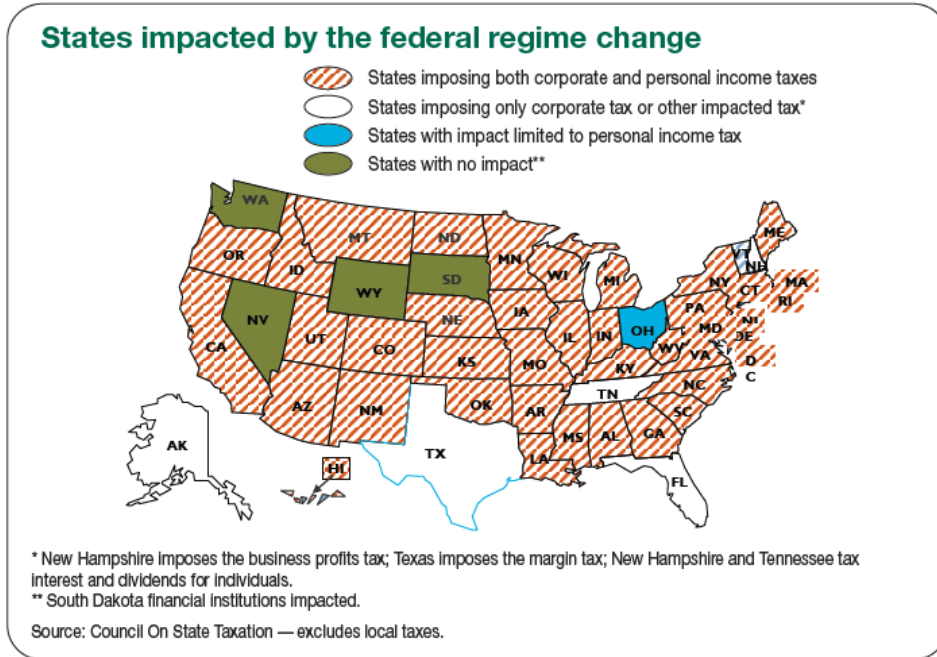 States impacted by the federal regime change
States imposing both corporate and personal income taxes
States imposing only corporate tax or other impacted tax*
States with impact limited to personal income tax
States with no impact**
WA
MT
ND
ME
OR
MN
VT
NH
ID
SD
WI
MI
NY
CT
MA
RI
WY
IA
PA
NJ
NV
NE
OH
MD
DE
UT
IL
IN
WV
CA
CO
KS
MO
VA
D
C
KY
TN
NC
AZ
NM
OK
AR
SC
MS
AL
GA
AK
TX
LA
HI
FL
* New Hampshire imposes the business profits tax; Texas imposes the margin tax; New Hampshire and Tennessee tax
interest and dividends for individuals.
** South Dakota financial institutions impacted.
Source: Council On State Taxation — excludes local taxes.